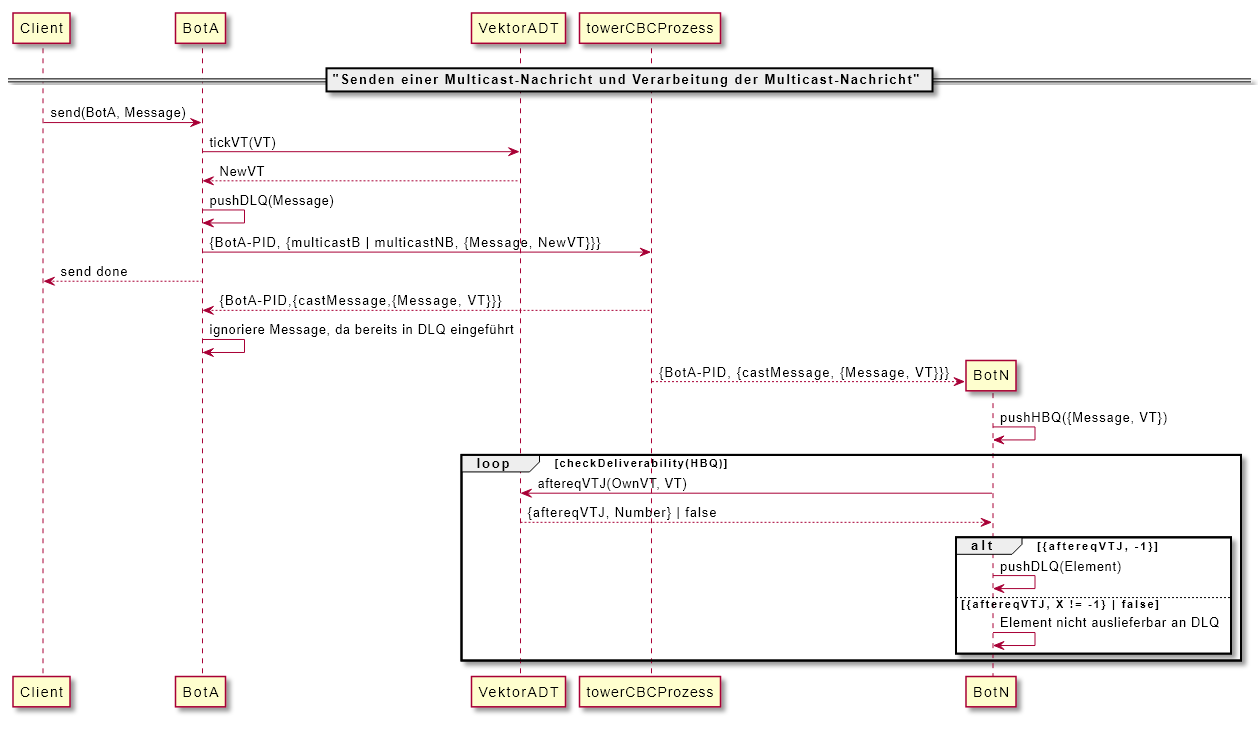 Client BotA VektorADT towerCBCProzess
"Senden einer Multicast-Nachricht und Verarbeitung der Multicast-Nachricht"
send(BotA, Message)
tickVT(VT)
NewVT
pushDLQ(Message)
{BotA-PID, {multicastB | multicastNB, {Message, NewVT}}}
send done
{BotA-PID,{castMessage,{Message, VT}}}
ignoriere Message, da bereits in DLQ eingeführt
{BotA-PID, {castMessage, {Message, VT}}}
BotN
pushHBQ({Message, VT})
loop [checkDeliverability(HBQ)]
aftereqVTJ(OwnVT, VT)
{aftereqVTJ, Number} | false
alt [{aftereqVTJ, -1}]
pushDLQ(Element)
[{aftereqVTJ, X != -1} | false]
Element nicht auslieferbar an DLQ
Client BotA VektorADT towerCBCProzess BotN